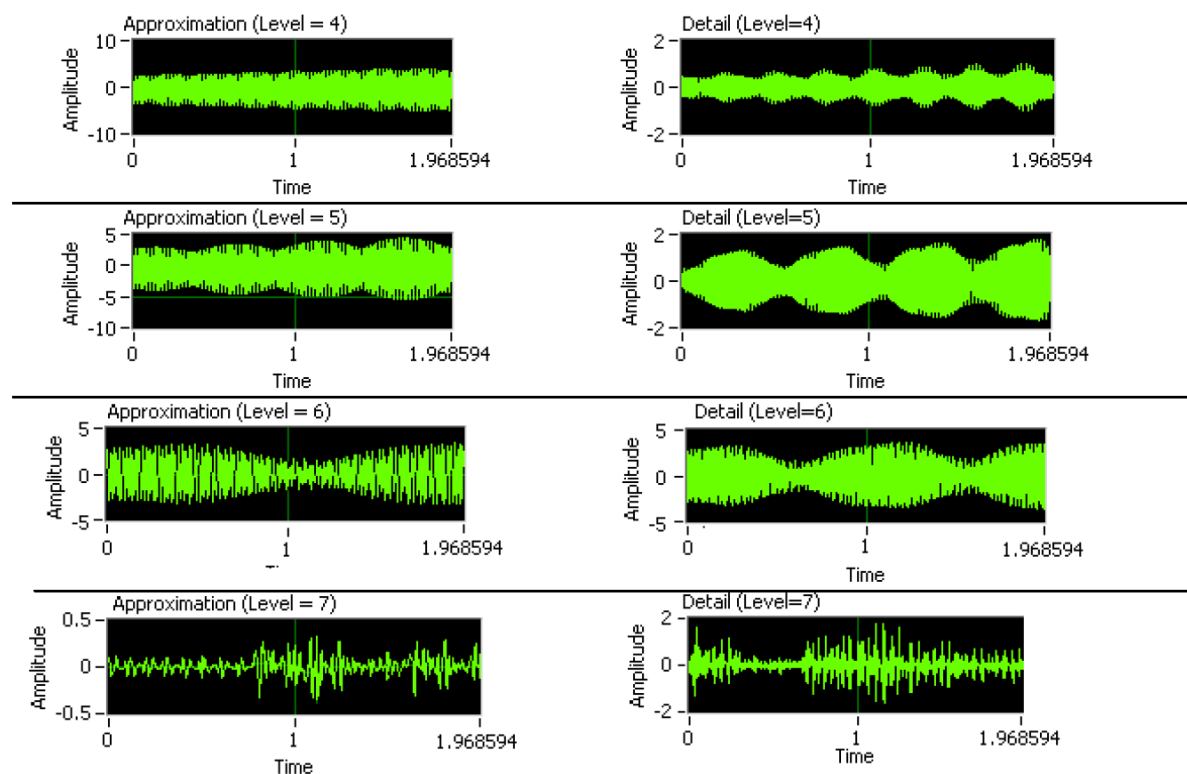 Approximation (Level = 4)
Amplitude
10
0
-10
0 1 1.968594
Time
Detail (Level=4)
Amplitude
2
0
-2
0 1 1.968594
Time
Approximation (Level = 5)
Amplitude
5
0
-5
-10
0 1 1.968594
Time
Detail (Level=5)
Amplitude
2
0
-2
0 1 1.968594
Time
Approximation (Level = 6)
Amplitude
5
0
-5
0 1 1.968594
Detail (Level=6)
Amplitude
5
0
-5
0 1 1.968594
Time
Approximation (Level = 7)
Amplitude
0.5
0
-0.5
0 1 1.968594
Time
Detail (Level=7)
Amplitude
2
0
-2
0 1 1.968594
Time